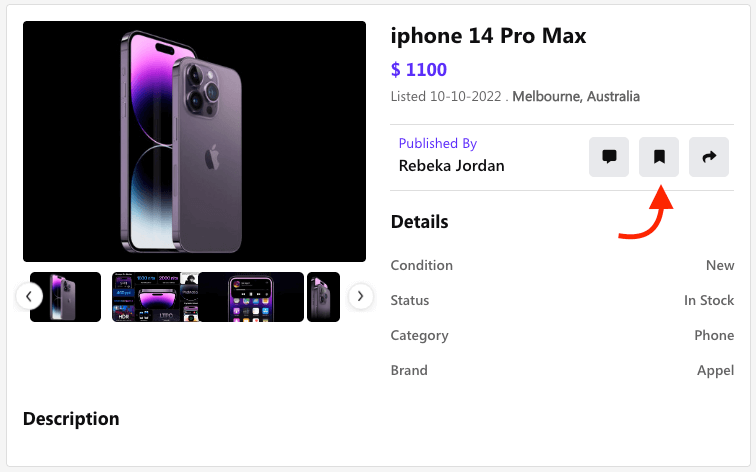 iphone 14 Pro Max
$ 1100
Listed 10-10-2022 . Melbourne, Australia
Published By
Rebeka Jordan
Details
Condition New
Status In Stock
Category Phone
Brand Appel
Description